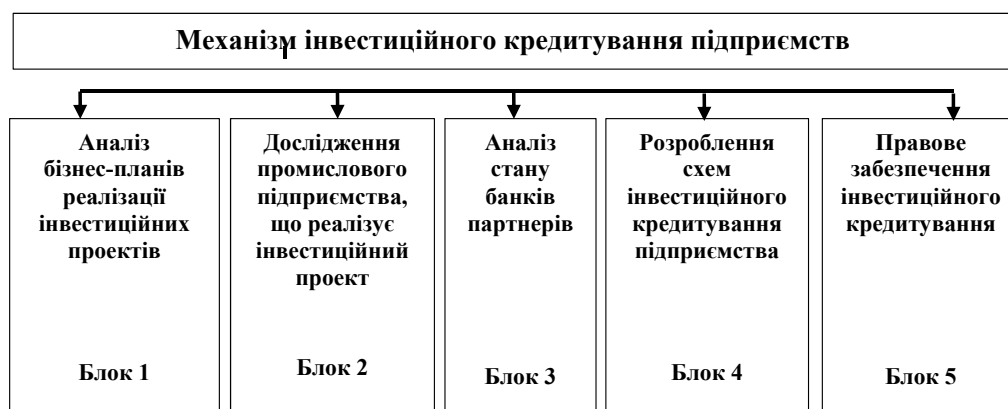 Механізм інвестиційного кредитування підприємств
Аналіз
бізнес-планів
реалізації
інвестиційних
проектів
Блок 1
Дослідження
промислового
підприємства,
що реалізує
інвестиційний
проект
Блок 2
Аналіз
стану
банків
партнерів
Блок 3
Розроблення
схем
інвестиційного
кредитування
підприємства
Блок 4
Правове
забезпечення
інвестиційного
кредитування
Блок 5